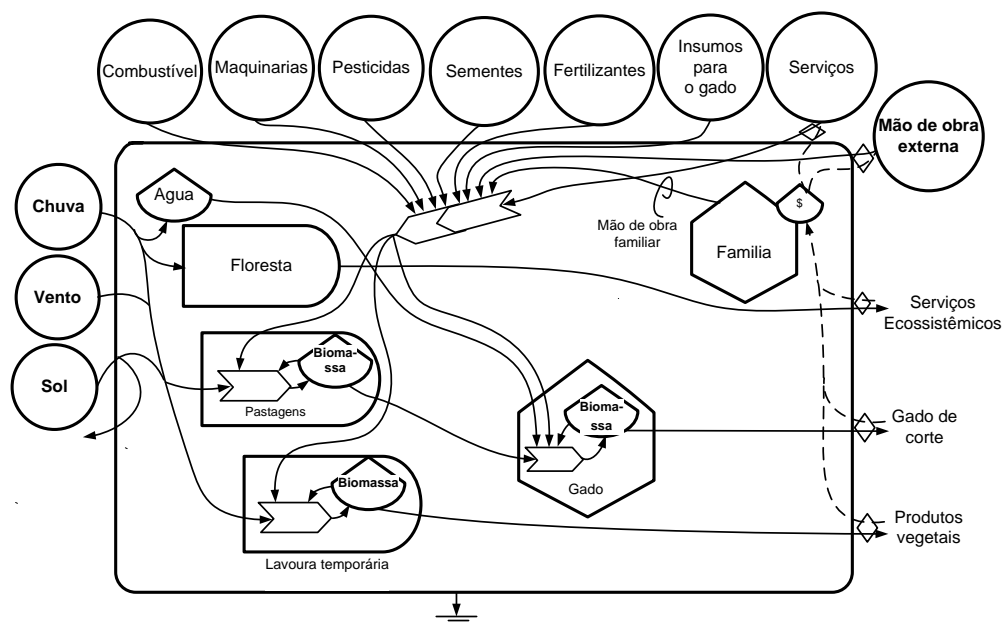 Combustível
Maquinarias
Pesticidas
Sementes
Fertilizantes
Insumos
para
o gado
Serviços
Mão de obra
externa
Chuva
Agua
Mão de obra
familiar
$
Familia
Floresta
Vento
Serviços
Ecossistêmicos
Sol
Bioma-
ssa
Pastagens
Bioma-
ssa
Gado
Gado de
corte
Biomassa
Lavoura temporária
Produtos
vegetais